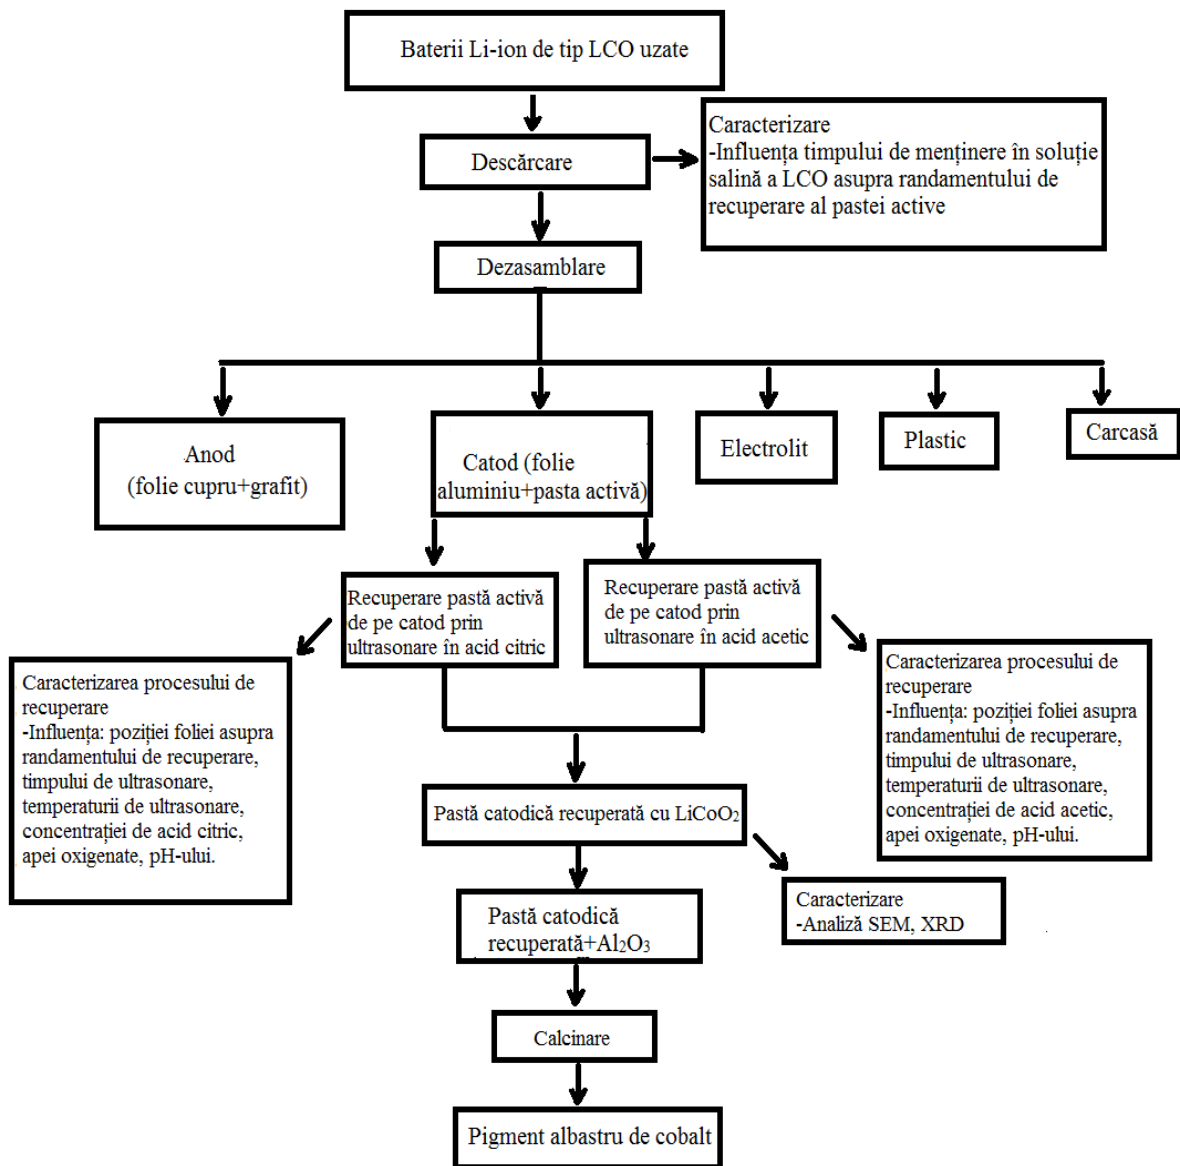 Baterii Li-ion de tip LCO uzate
Descărcare
Caracterizare
-Influența timpului de menținere în soluție
salină a LCO asupra randamentului de
recuperare al pastei active
Dezasamblare
Anod
(folie cupru+grafit)
Catod (folie
aluminiu+pasta activă)
Electrolit
Plastic
Carcasă
Recuperare pastă activă
de pe catod prin
ultrasonare în acid citric
Recuperare pastă activă
de pe catod prin
ultrasonare în acid acetic
Caracterizarea procesului de
recuperare
-Influența: poziției foliei asupra
randamentului de recuperare,
timpului de ultrasonare,
temperaturii de ultrasonare,
concentrației de acid citric,
apei oxigenate, pH-ului.
Caracterizarea procesului de
recuperare
-Influența: poziției foliei asupra
randamentului de recuperare,
timpului de ultrasonare,
temperaturii de ultrasonare,
concentrației de acid acetic,
apei oxigenate, pH-ului.
Pastă catodică recuperată cu LiCoO₂
Caracterizare
-Analiză SEM, XRD
Pastă catodică
recuperată+Al₂O₃
Calcinare
Pigment albastru de cobalt